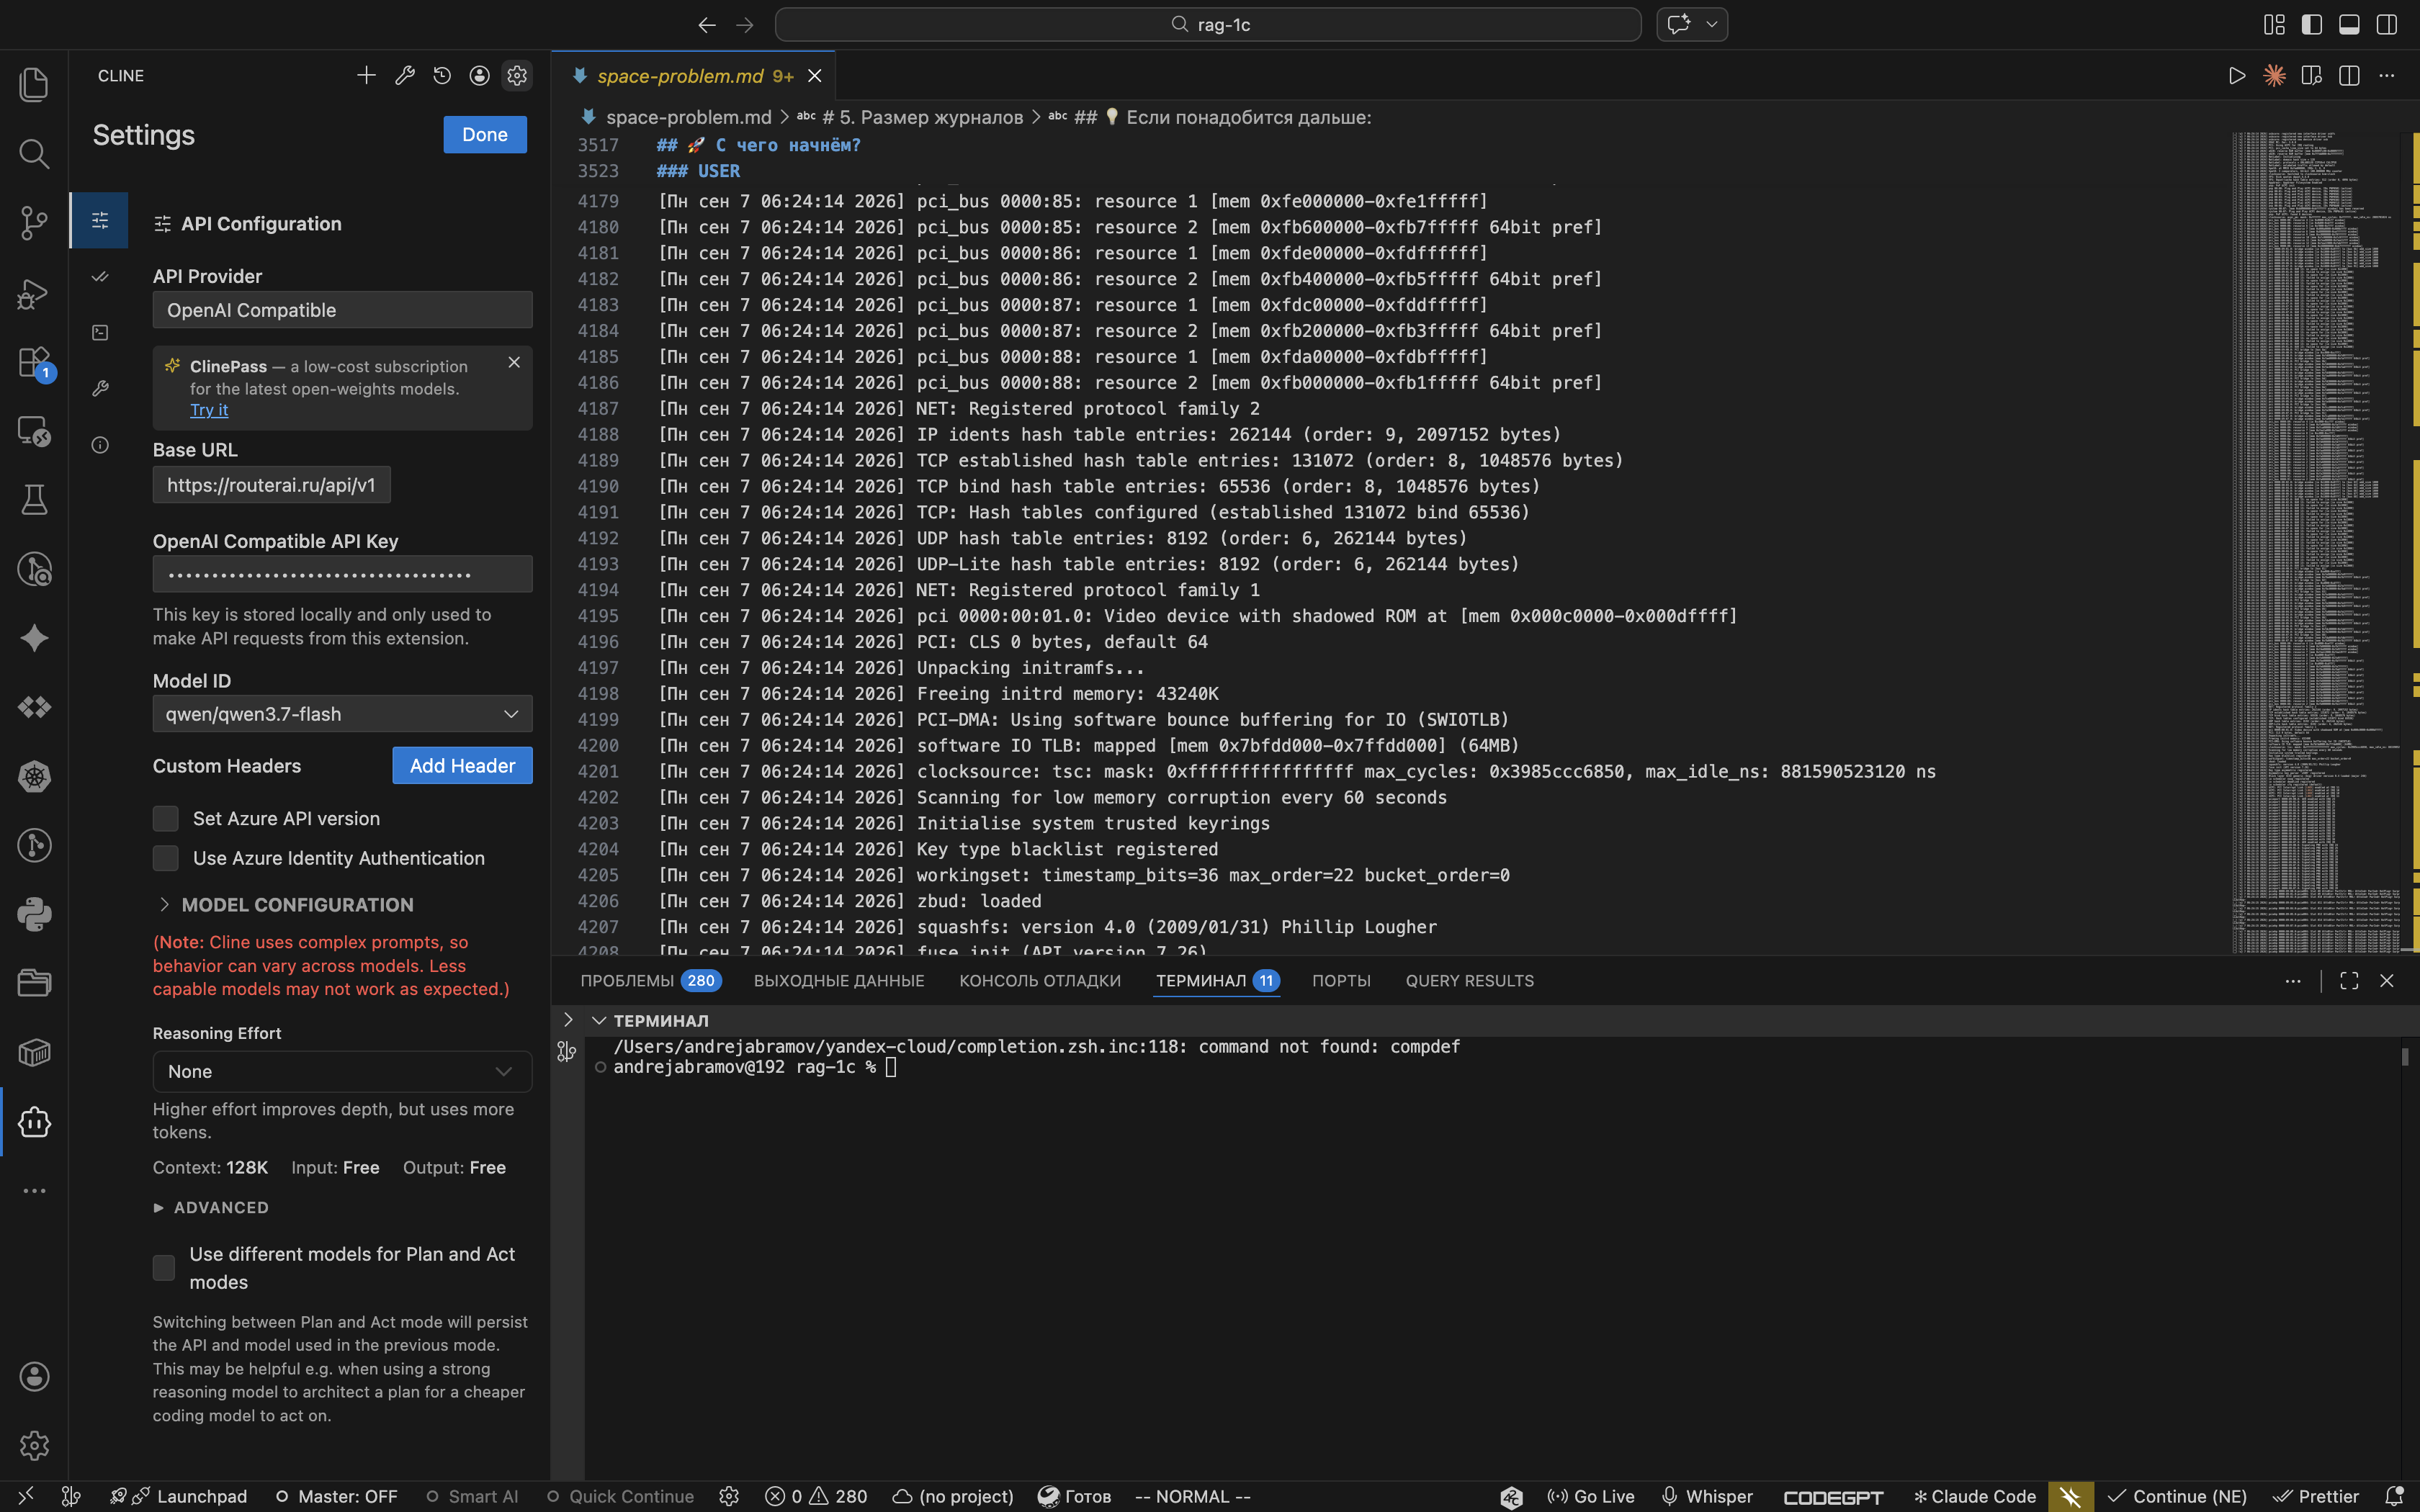 rag-1c
CLINE
Settings
Done
API Configuration
API Provider
OpenAI Compatible
ClinePass — a low-cost subscription
for the latest open-weights models.
Try it
Base URL
https://routerai.ru/api/v1
OpenAI Compatible API Key
••••••••••••••••••••••••••••••••••
This key is stored locally and only used to
make API requests from this extension.
Model ID
qwen/qwen3.7-flash
Custom Headers
Add Header
Set Azure API version
Use Azure Identity Authentication
MODEL CONFIGURATION
(Note: Cline uses complex prompts, so
behavior can vary across models. Less
capable models may not work as expected.)
Reasoning Effort
None
Higher effort improves depth, but uses more
tokens.
Context: 128K Input: Free Output: Free
ADVANCED
Use different models for Plan and Act
modes
Switching between Plan and Act mode will persist
the API and model used in the previous mode.
This may be helpful e.g. when using a strong
reasoning model to architect a plan for a cheaper
coding model to act on.
1
space-problem.md 9+
space-problem.md > abc # 5. Размер журналов > abc ## 💡 Если понадобится дальше:
3517 ## 🚀 С чего начнём?
3523 ### USER
4179 [Пн сен 7 06:24:14 2026] pci_bus 0000:85: resource 1 [mem 0xfe000000-0xfe1fffff]
4180 [Пн сен 7 06:24:14 2026] pci_bus 0000:85: resource 2 [mem 0xfb600000-0xfb7fffff 64bit pref]
4181 [Пн сен 7 06:24:14 2026] pci_bus 0000:86: resource 1 [mem 0xfde00000-0xfdffffff]
4182 [Пн сен 7 06:24:14 2026] pci_bus 0000:86: resource 2 [mem 0xfb400000-0xfb5fffff 64bit pref]
4183 [Пн сен 7 06:24:14 2026] pci_bus 0000:87: resource 1 [mem 0xfdc00000-0xfddfffff]
4184 [Пн сен 7 06:24:14 2026] pci_bus 0000:87: resource 2 [mem 0xfb200000-0xfb3fffff 64bit pref]
4185 [Пн сен 7 06:24:14 2026] pci_bus 0000:88: resource 1 [mem 0xfda00000-0xfdbfffff]
4186 [Пн сен 7 06:24:14 2026] pci_bus 0000:88: resource 2 [mem 0xfb000000-0xfb1fffff 64bit pref]
4187 [Пн сен 7 06:24:14 2026] NET: Registered protocol family 2
4188 [Пн сен 7 06:24:14 2026] IP idents hash table entries: 262144 (order: 9, 2097152 bytes)
4189 [Пн сен 7 06:24:14 2026] TCP established hash table entries: 131072 (order: 8, 1048576 bytes)
4190 [Пн сен 7 06:24:14 2026] TCP bind hash table entries: 65536 (order: 8, 1048576 bytes)
4191 [Пн сен 7 06:24:14 2026] TCP: Hash tables configured (established 131072 bind 65536)
4192 [Пн сен 7 06:24:14 2026] UDP hash table entries: 8192 (order: 6, 262144 bytes)
4193 [Пн сен 7 06:24:14 2026] UDP-Lite hash table entries: 8192 (order: 6, 262144 bytes)
4194 [Пн сен 7 06:24:14 2026] NET: Registered protocol family 1
4195 [Пн сен 7 06:24:14 2026] pci 0000:00:01.0: Video device with shadowed ROM at [mem 0x000c0000-0x000dffff]
4196 [Пн сен 7 06:24:14 2026] PCI: CLS 0 bytes, default 64
4197 [Пн сен 7 06:24:14 2026] Unpacking initramfs...
4198 [Пн сен 7 06:24:14 2026] Freeing initrd memory: 43240K
4199 [Пн сен 7 06:24:14 2026] PCI-DMA: Using software bounce buffering for IO (SWIOTLB)
4200 [Пн сен 7 06:24:14 2026] software IO TLB: mapped [mem 0x7bfdd000-0x7ffdd000] (64MB)
4201 [Пн сен 7 06:24:14 2026] clocksource: tsc: mask: 0xffffffffffffffff max_cycles: 0x3985ccc6850, max_idle_ns: 881590523120 ns
4202 [Пн сен 7 06:24:14 2026] Scanning for low memory corruption every 60 seconds
4203 [Пн сен 7 06:24:14 2026] Initialise system trusted keyrings
4204 [Пн сен 7 06:24:14 2026] Key type blacklist registered
4205 [Пн сен 7 06:24:14 2026] workingset: timestamp_bits=36 max_order=22 bucket_order=0
4206 [Пн сен 7 06:24:14 2026] zbud: loaded
4207 [Пн сен 7 06:24:14 2026] squashfs: version 4.0 (2009/01/31) Phillip Lougher
4208 [Пн сен 7 06:24:14 2026] fuse init (API version 7.26)
ПРОБЛЕМЫ 280 ВЫХОДНЫЕ ДАННЫЕ КОНСОЛЬ ОТЛАДКИ ТЕРМИНАЛ 11 ПОРТЫ QUERY RESULTS
ТЕРМИНАЛ
/Users/andrejabramov/yandex-cloud/completion.zsh.inc:118: command not found: compdef
andrejabramov@192 rag-1c %
Launchpad Master: OFF Smart AI Quick Continue 0 280 (no project) Готов -- NORMAL -- Go Live Whisper CODEGPT Claude Code Continue (NE) Prettier